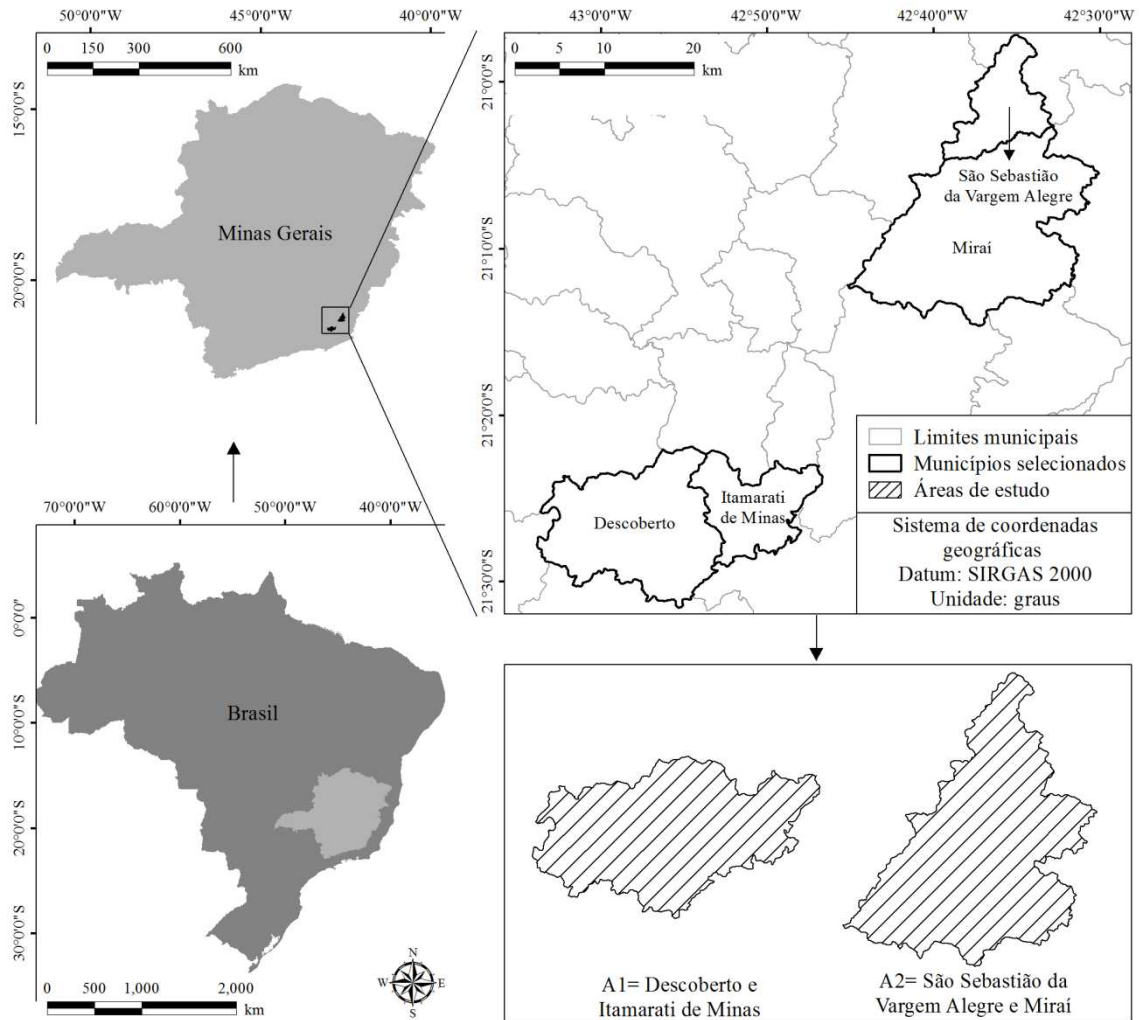 50°0'0"W 45°0'0"W 40°0'0"W
0 150 300 600
km
15°0'0"S
20°0'0"S
Minas Gerais
43°0'0"W 42°50'0"W 42°40'0"W 42°30'0"W
0 5 10 20
km
21°0'0"S
21°10'0"S
21°20'0"S
21°30'0"S
São Sebastião
da Vargem Alegre
Miraí
Descoberto
Itamarati
de Minas
Limites municipais
Municípios selecionados
Áreas de estudo
Sistema de coordenadas
geográficas
Datum: SIRGAS 2000
Unidade: graus
70°0'0"W 60°0'0"W 50°0'0"W 40°0'0"W
0°0'0"
10°0'0"S
20°0'0"S
30°0'0"S
Brasil
N
W E
S
0 500 1,000 2,000
km
A1= Descoberto e
Itamarati de Minas
A2= São Sebastião da
Vargem Alegre e Miraí